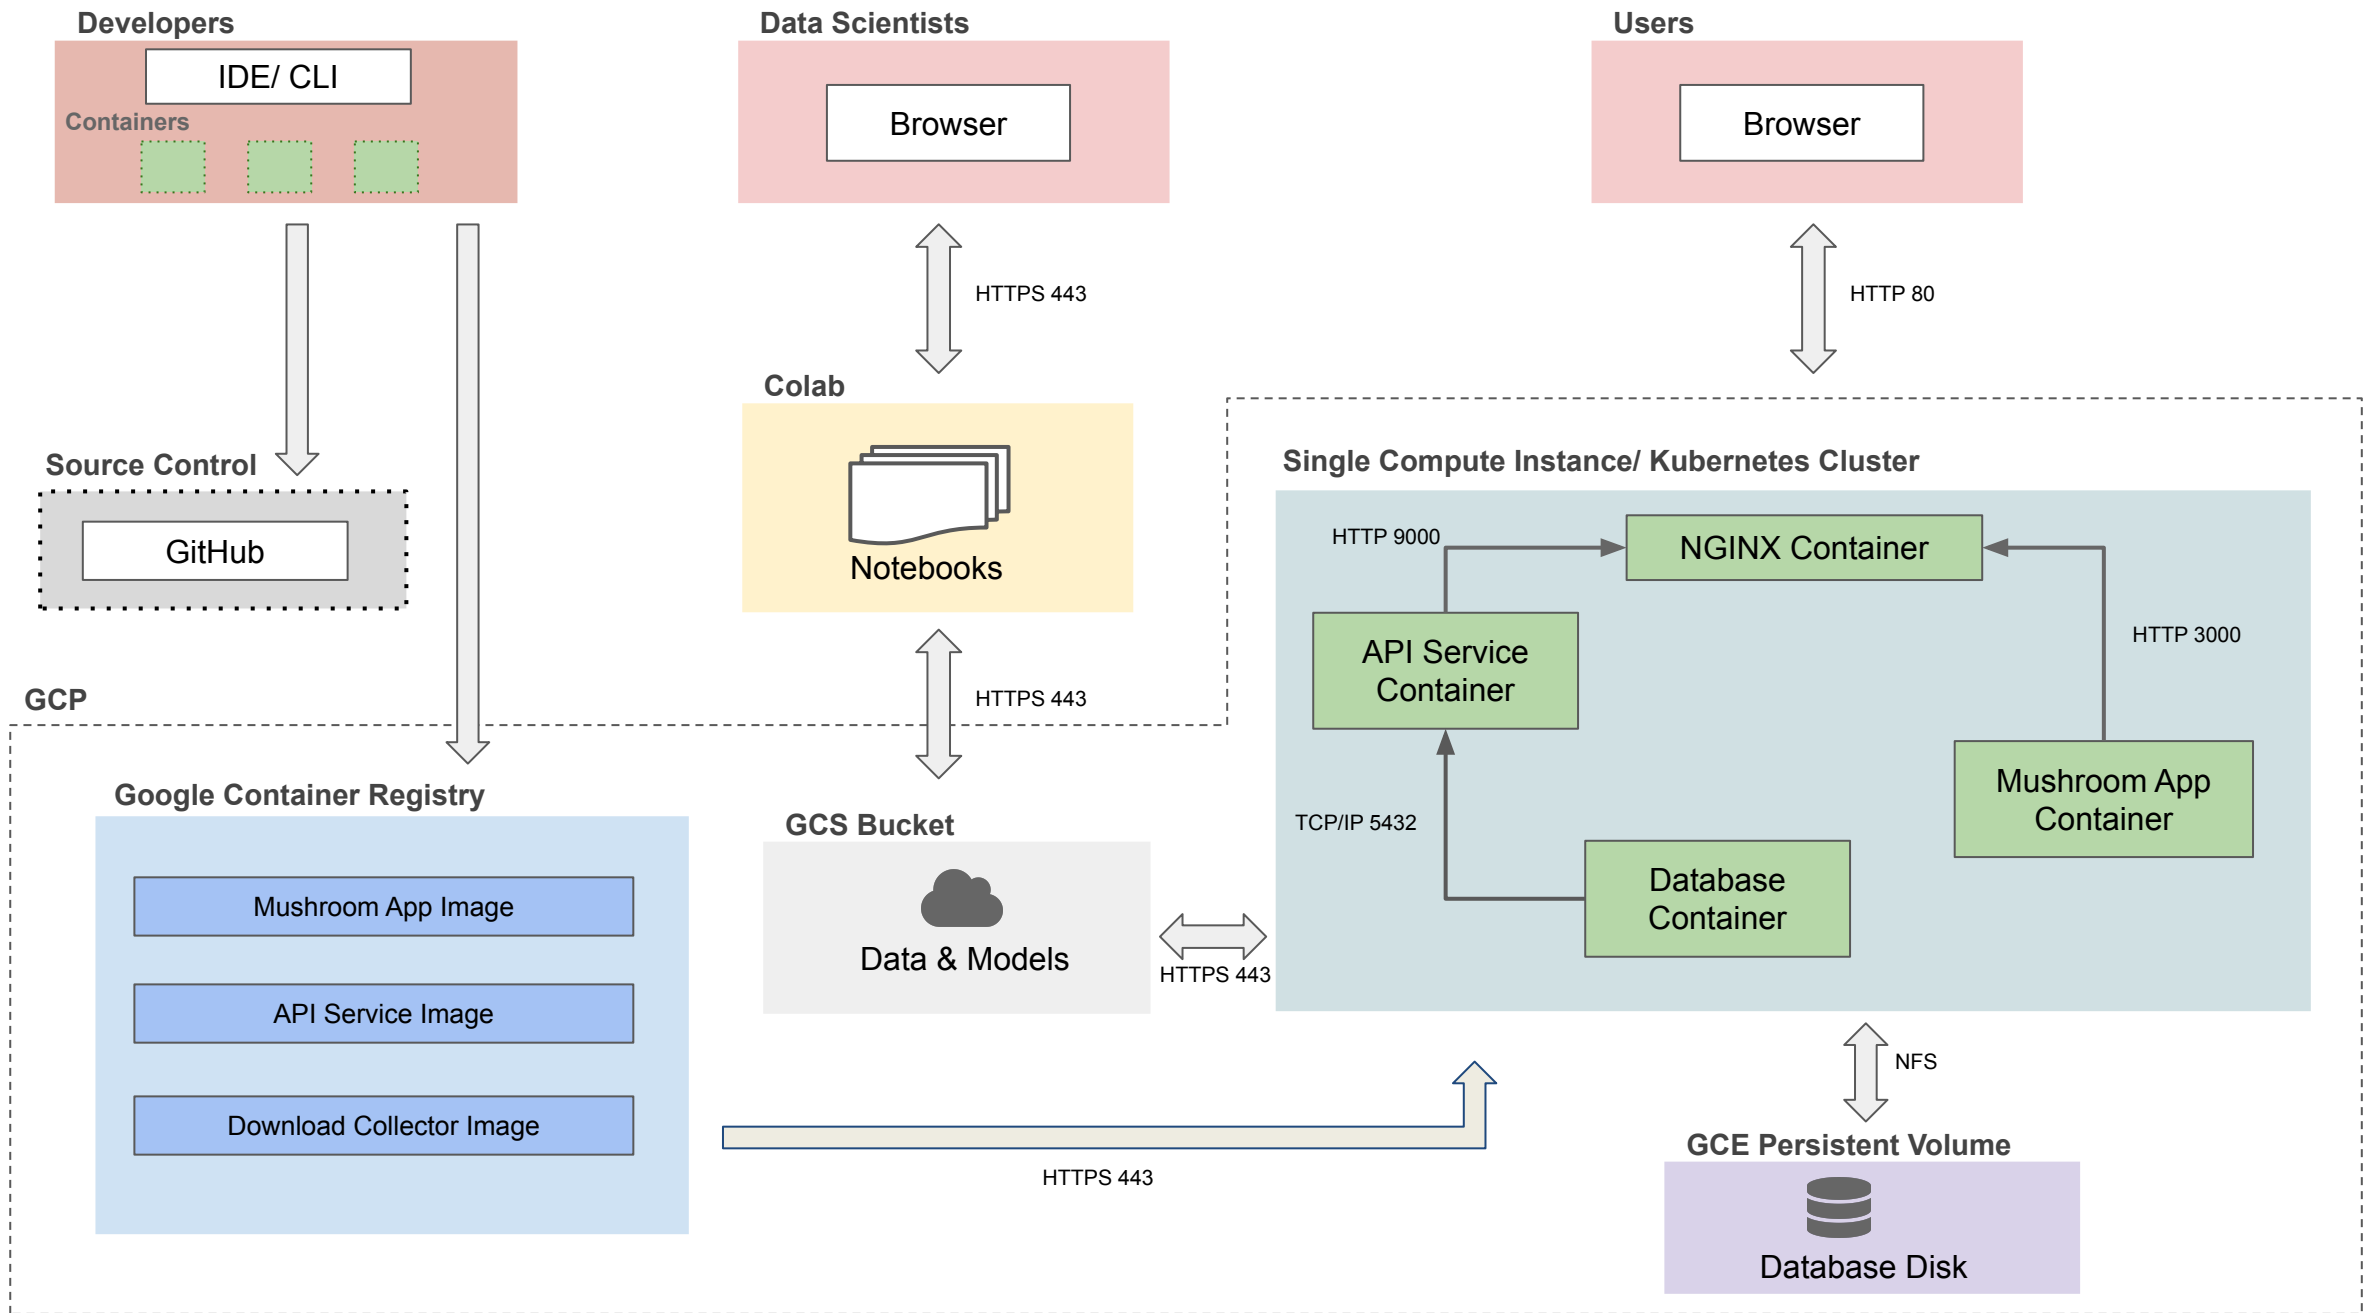 Developers
IDE/ CLI
Containers
Data Scientists
Browser
Users
Browser
HTTPS 443
HTTP 80
Colab
Notebooks
Source Control
GitHub
Single Compute Instance/ Kubernetes Cluster
HTTP 9000
NGINX Container
API Service
Container
HTTP 3000
GCP
HTTPS 443
Google Container Registry
Mushroom App Image
API Service Image
Download Collector Image
GCS Bucket
Data & Models
HTTPS 443
TCP/IP 5432
Mushroom App
Container
Database
Container
HTTPS 443
NFS
GCE Persistent Volume
Database Disk